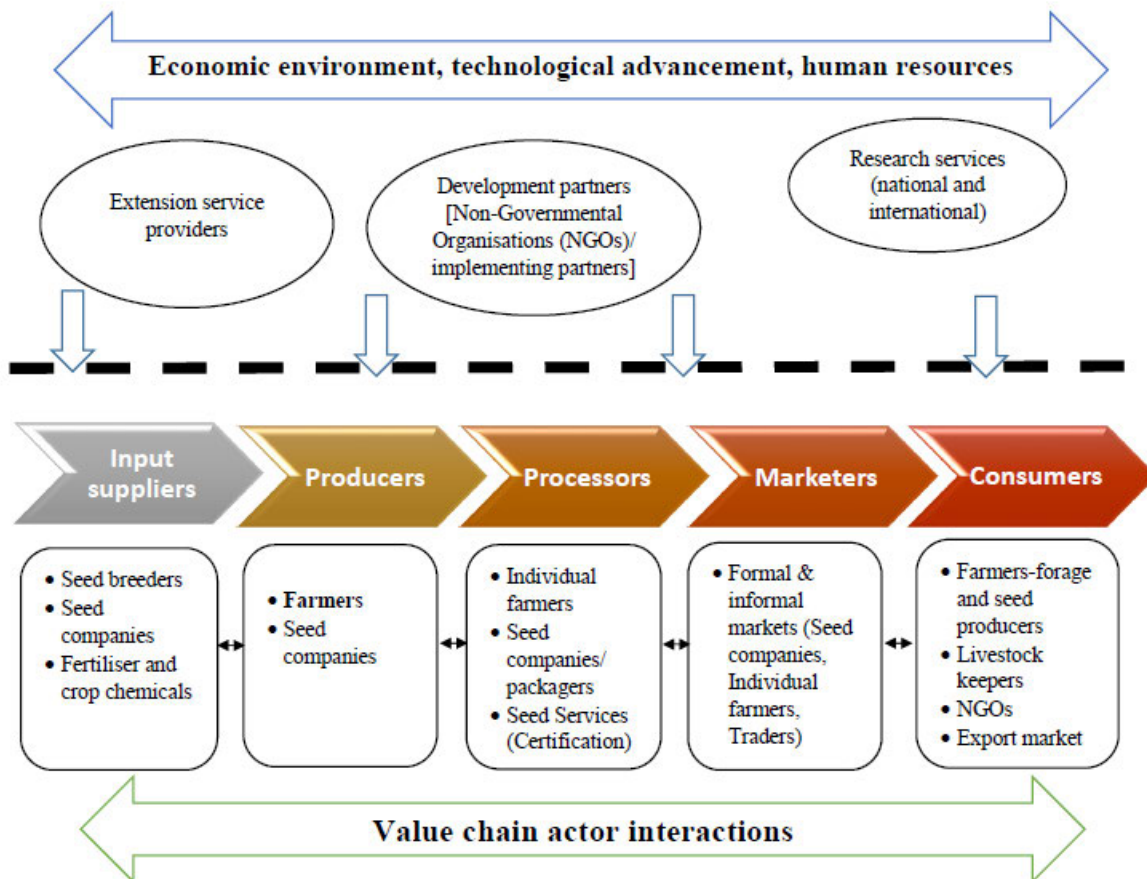 Economic environment, technological advancement, human resources
Extension service
providers
Development partners
[Non-Governmental
Organisations (NGOs)/
implementing partners]
Research services
(national and
international)
Input
suppliers
Producers
Processors
Marketers
Consumers
• Seed breeders
• Seed
companies
• Fertiliser and
crop chemicals
• Farmers
• Seed
companies
• Individual
farmers
• Seed
companies/
packagers
• Seed Services
(Certification)
• Formal &
informal
markets (Seed
companies,
Individual
farmers,
Traders)
• Farmers-forage
and seed
producers
• Livestock
keepers
• NGOs
• Export market
Value chain actor interactions